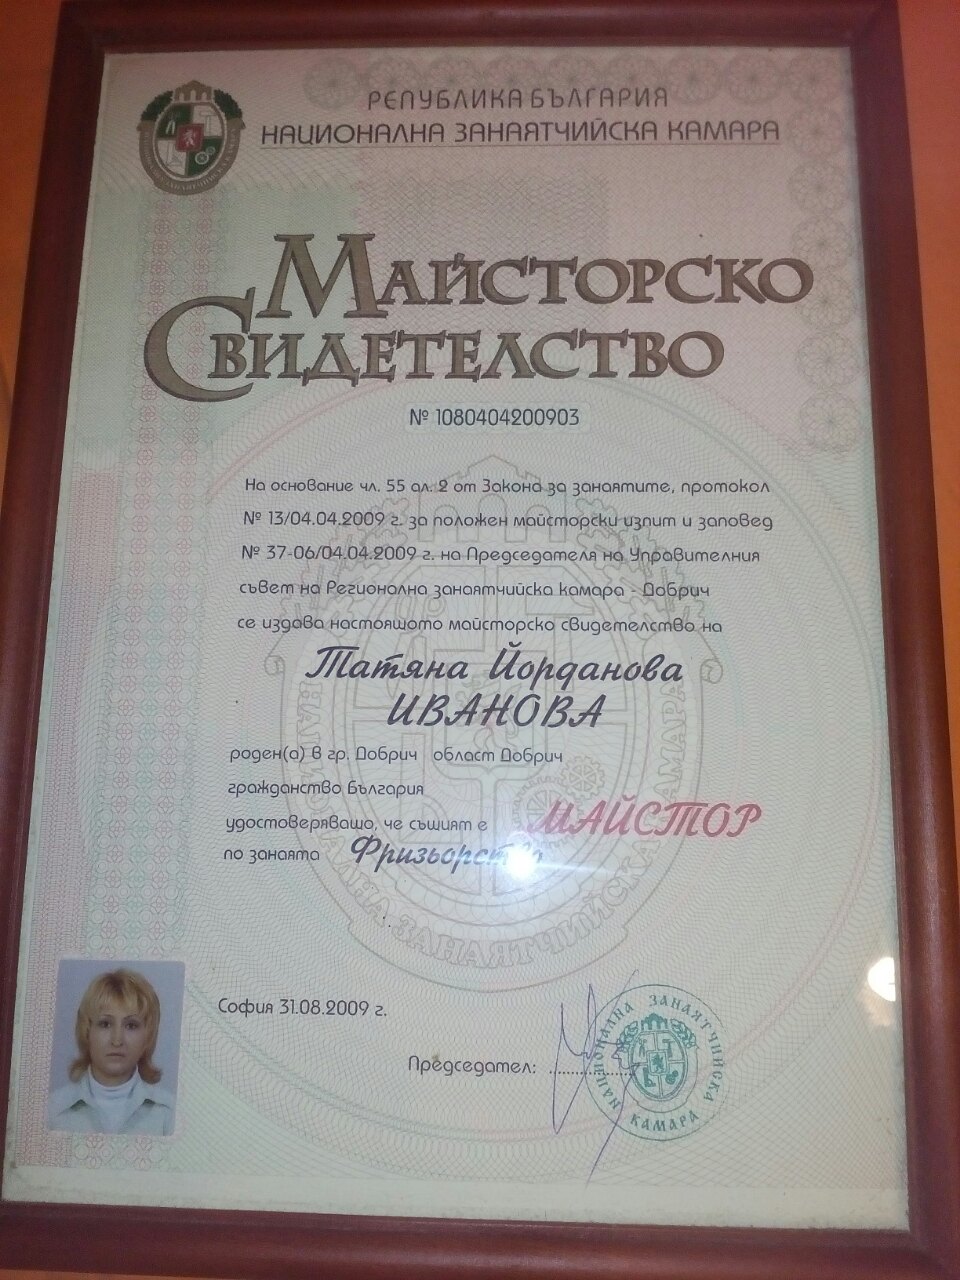 РЕПУБЛИКА БЪЛГАРИЯ
НАЦИОНАЛНА ЗАНАЯТЧИЙСКА КАМАРА
МАЙСТОРСКО
СВИДЕТЕЛСТВО
№ 1080404200903
На основание чл. 55 ал. 2 от Закона за занаятите, протокол
№ 13/04.04.2009 г. за положен майсторски изпит и заповед
№ 37-06/04.04.2009 г. на Председателя на Управителния
съвет на Регионална занаятчийска камара - Добрич
се издава настоящото майсторско свидетелство на
Татяна Йорданова
ИВАНОВА
роден(а) в гр. Добрич област Добрич
гражданство България
удостоверяващо, че същият е МАЙСТОР
по занаята Фризьорство
София 31.08.2009 г.
Председател: ..................
НАЦИОНАЛНА ЗАНАЯТЧИЙСКА КАМАРА